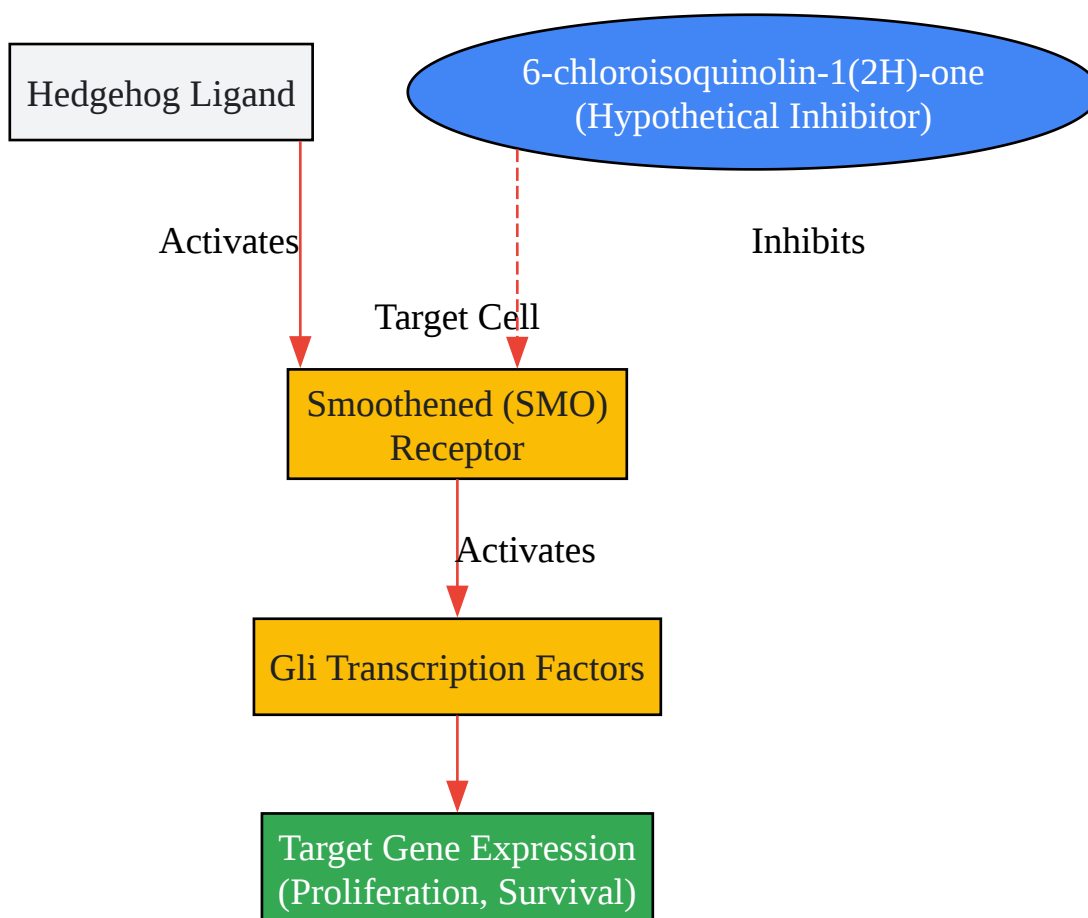 Hedgehog Ligand
6-chloroisoquinolin-1(2H)-one
(Hypothetical Inhibitor)
Activates
Inhibits
Target Cell
Smoothened (SMO)
Receptor
Activates
Gli Transcription Factors
Target Gene Expression
(Proliferation, Survival)